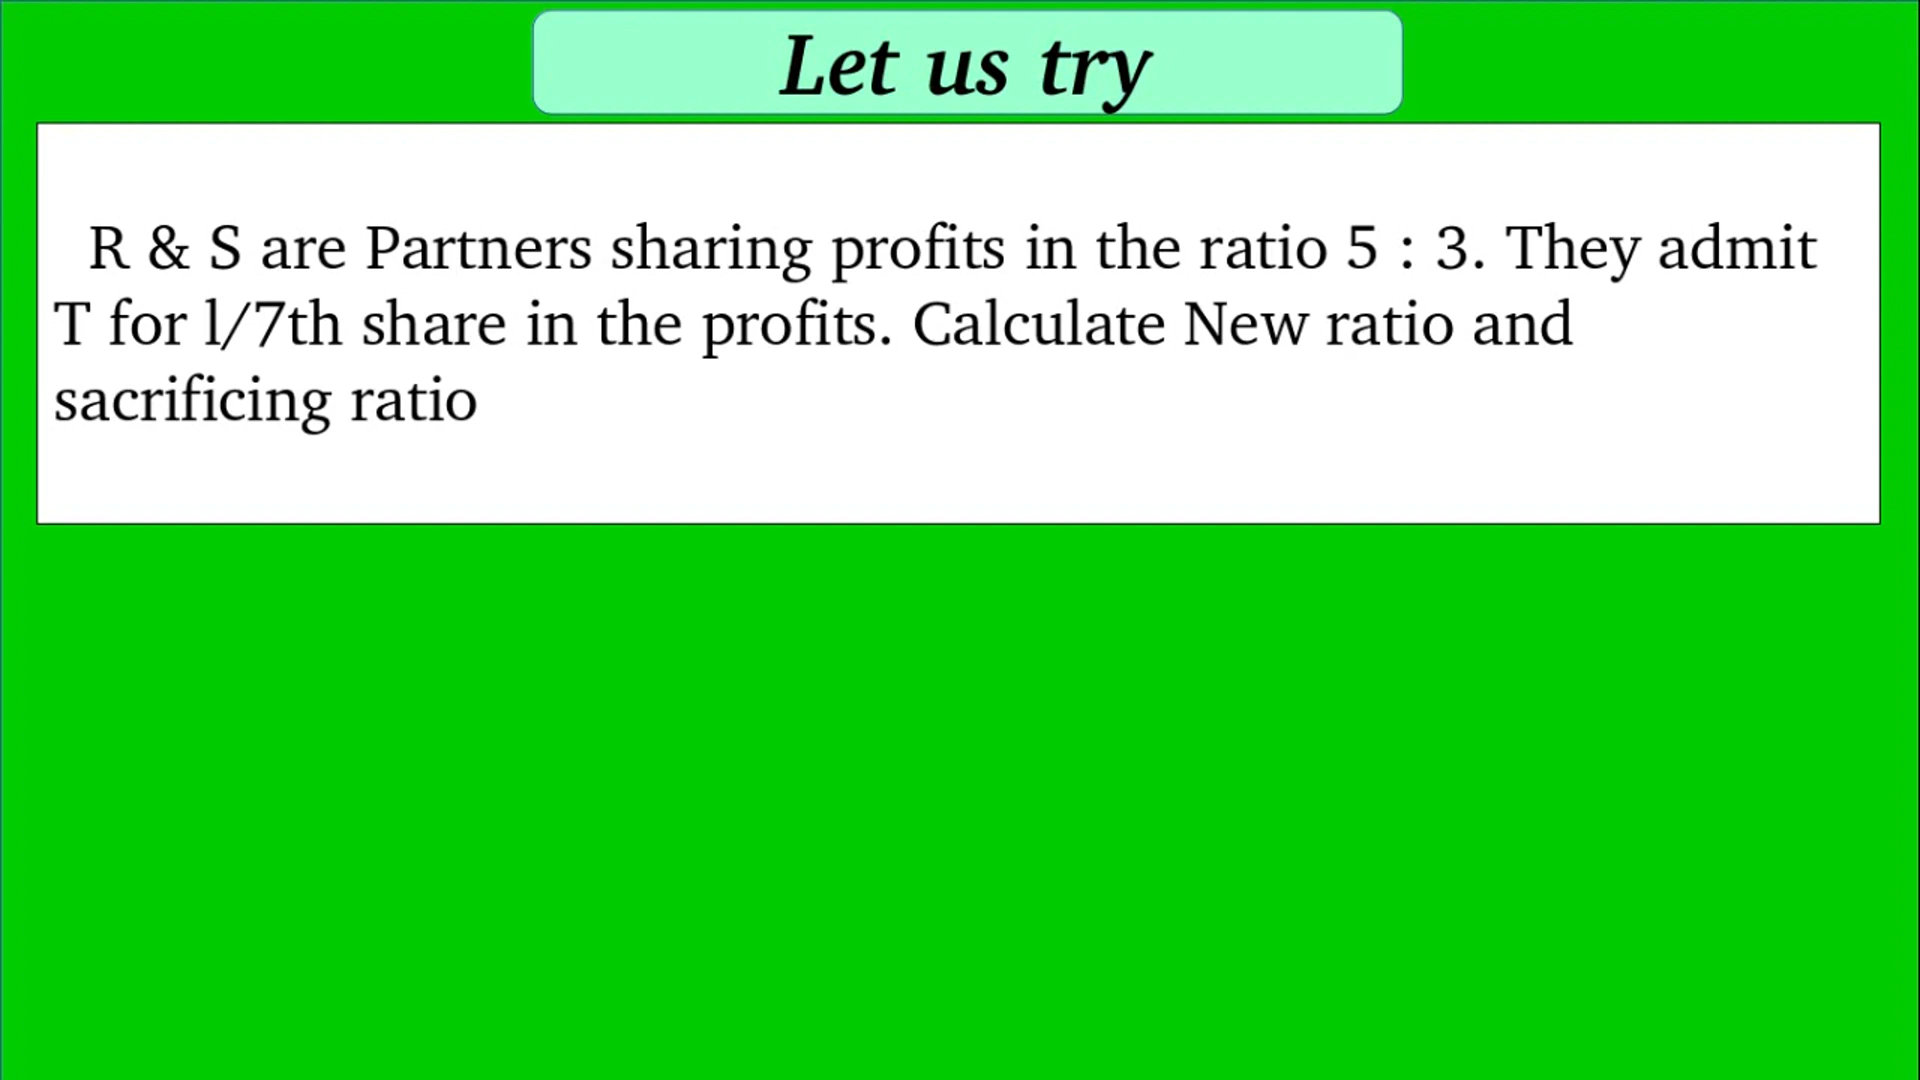 Let us try
R & S are Partners sharing profits in the ratio 5 : 3. They admit
T for l/7th share in the profits. Calculate New ratio and
sacrificing ratio